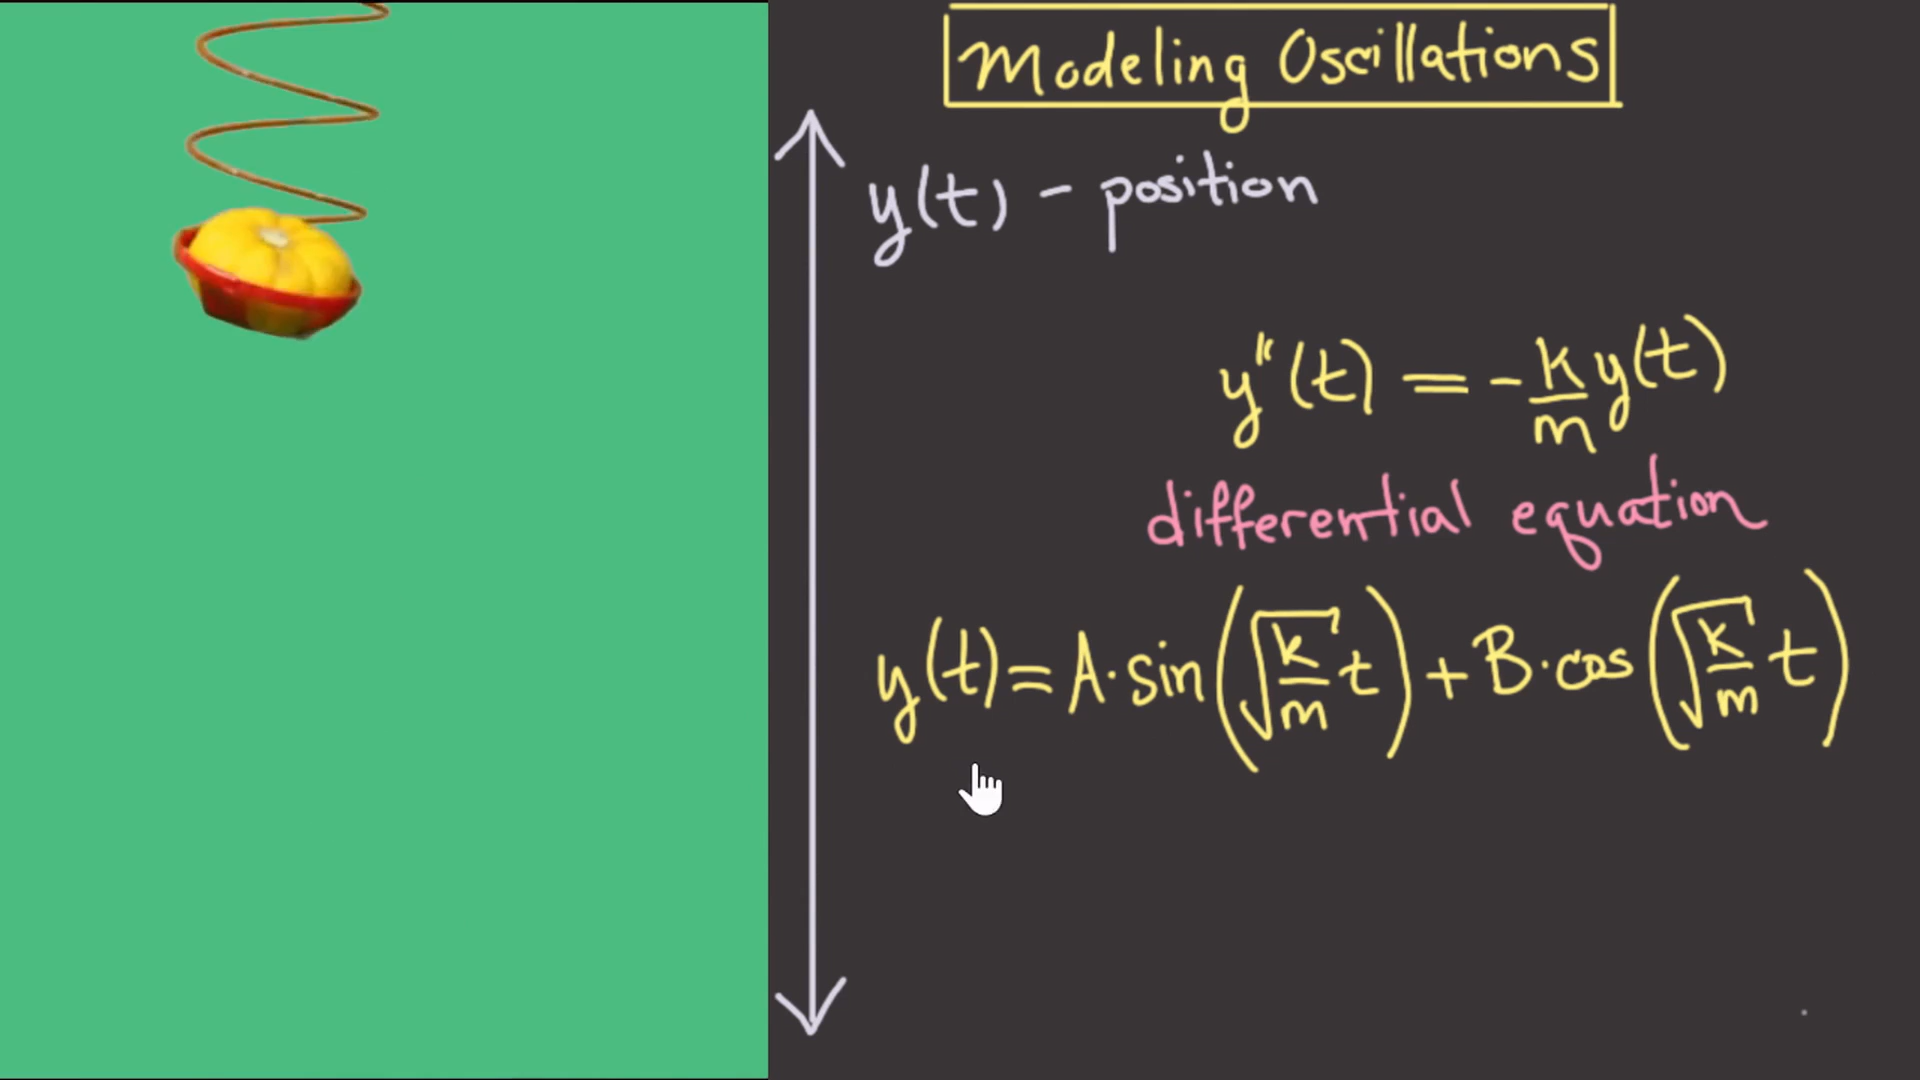 Modeling Oscillations
y(t) - position
y"(t) = -k/m y(t)
differential equation
y(t) = A·sin(√(k/m) t) + B·cos(√(k/m) t)